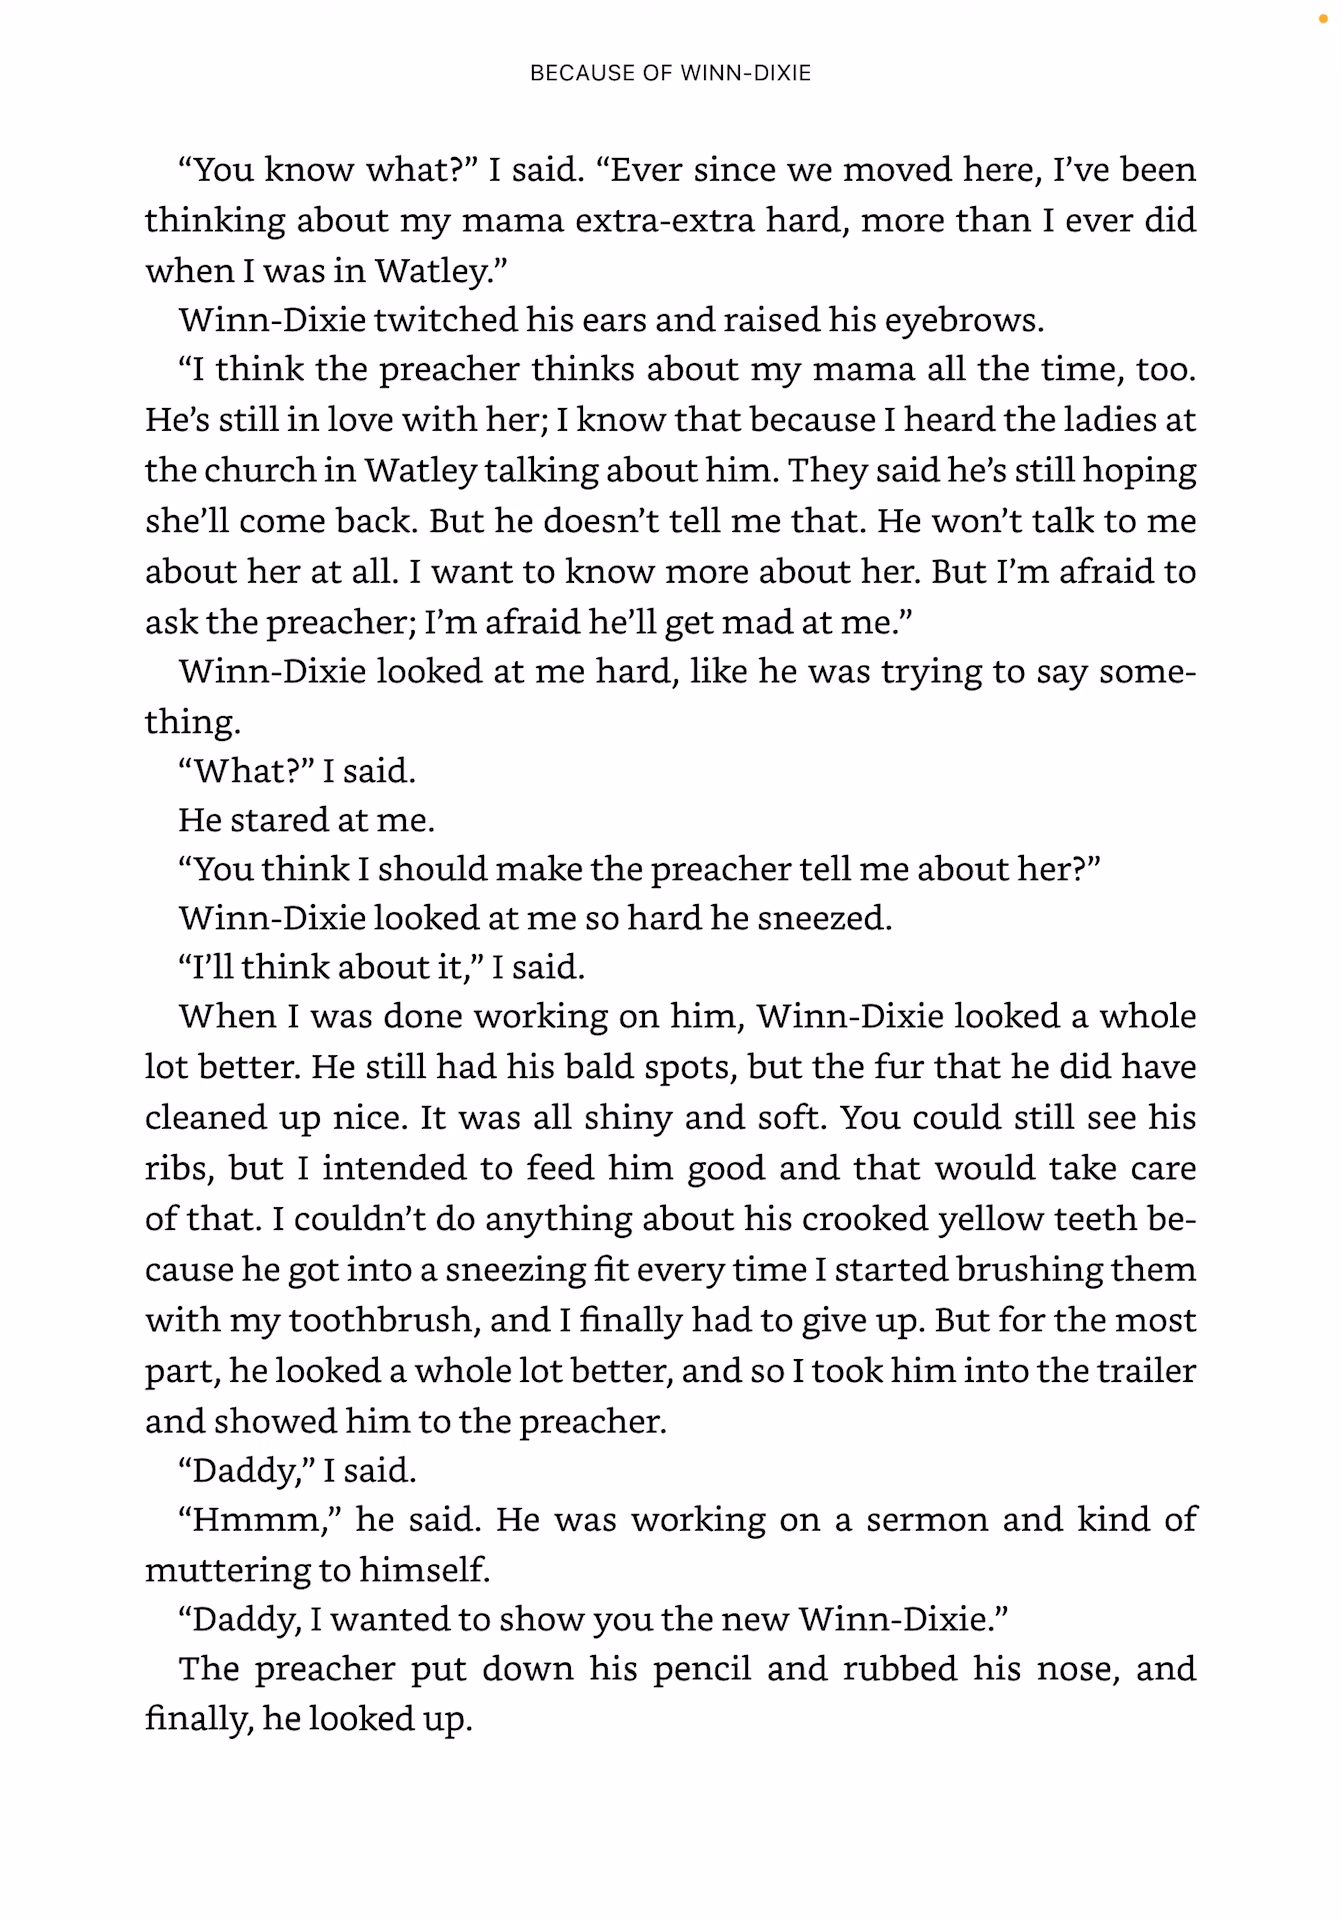 BECAUSE OF WINN-DIXIE
“You know what?” I said. “Ever since we moved here, I’ve been
thinking about my mama extra-extra hard, more than I ever did
when I was in Watley.”
Winn-Dixie twitched his ears and raised his eyebrows.
“I think the preacher thinks about my mama all the time, too.
He’s still in love with her; I know that because I heard the ladies at
the church in Watley talking about him. They said he’s still hoping
she’ll come back. But he doesn’t tell me that. He won’t talk to me
about her at all. I want to know more about her. But I’m afraid to
ask the preacher; I’m afraid he’ll get mad at me.”
Winn-Dixie looked at me hard, like he was trying to say some-
thing.
“What?” I said.
He stared at me.
“You think I should make the preacher tell me about her?”
Winn-Dixie looked at me so hard he sneezed.
“I’ll think about it,” I said.
When I was done working on him, Winn-Dixie looked a whole
lot better. He still had his bald spots, but the fur that he did have
cleaned up nice. It was all shiny and soft. You could still see his
ribs, but I intended to feed him good and that would take care
of that. I couldn’t do anything about his crooked yellow teeth be-
cause he got into a sneezing fit every time I started brushing them
with my toothbrush, and I finally had to give up. But for the most
part, he looked a whole lot better, and so I took him into the trailer
and showed him to the preacher.
“Daddy,” I said.
“Hmmm,” he said. He was working on a sermon and kind of
muttering to himself.
“Daddy, I wanted to show you the new Winn-Dixie.”
The preacher put down his pencil and rubbed his nose, and
finally, he looked up.